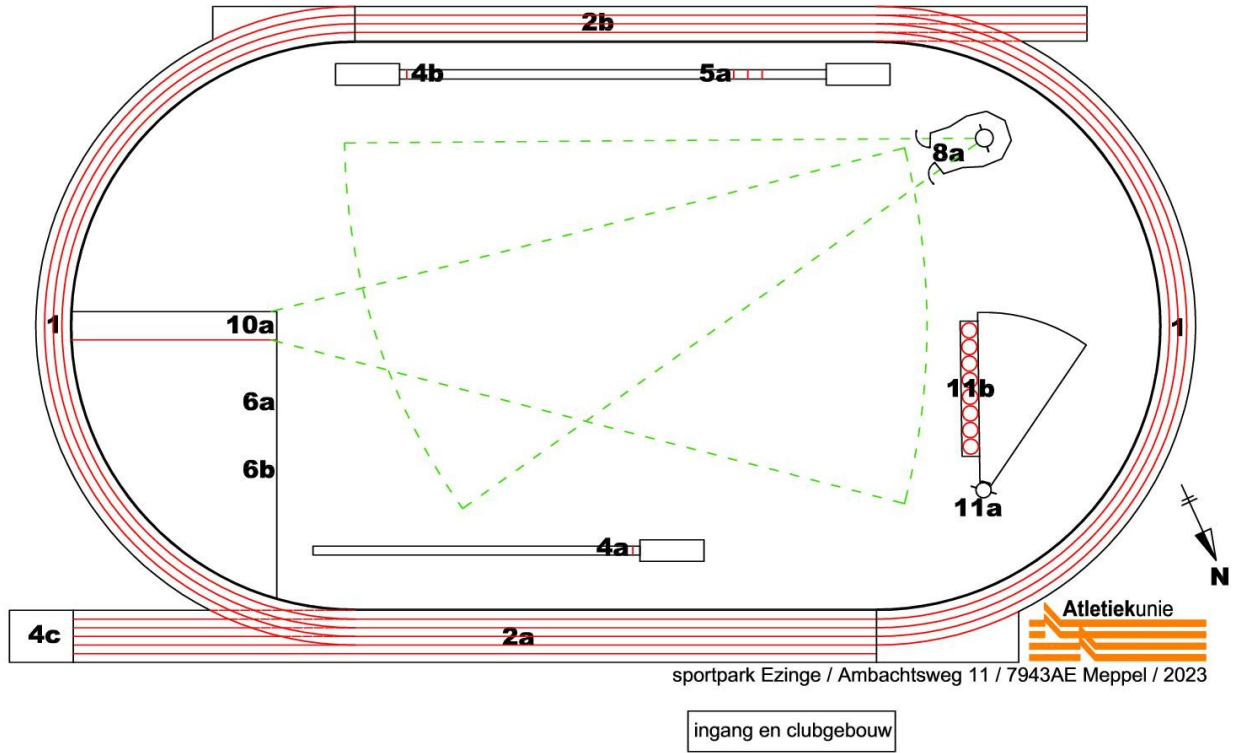 2b
4b
5a
8a
1
10a
1
6a
11b
6b
11a
4a
N
4c
2a
Atletiekunie
sportpark Ezinge / Ambachtsweg 11 / 7943AE Meppel / 2023
ingang en clubgebouw